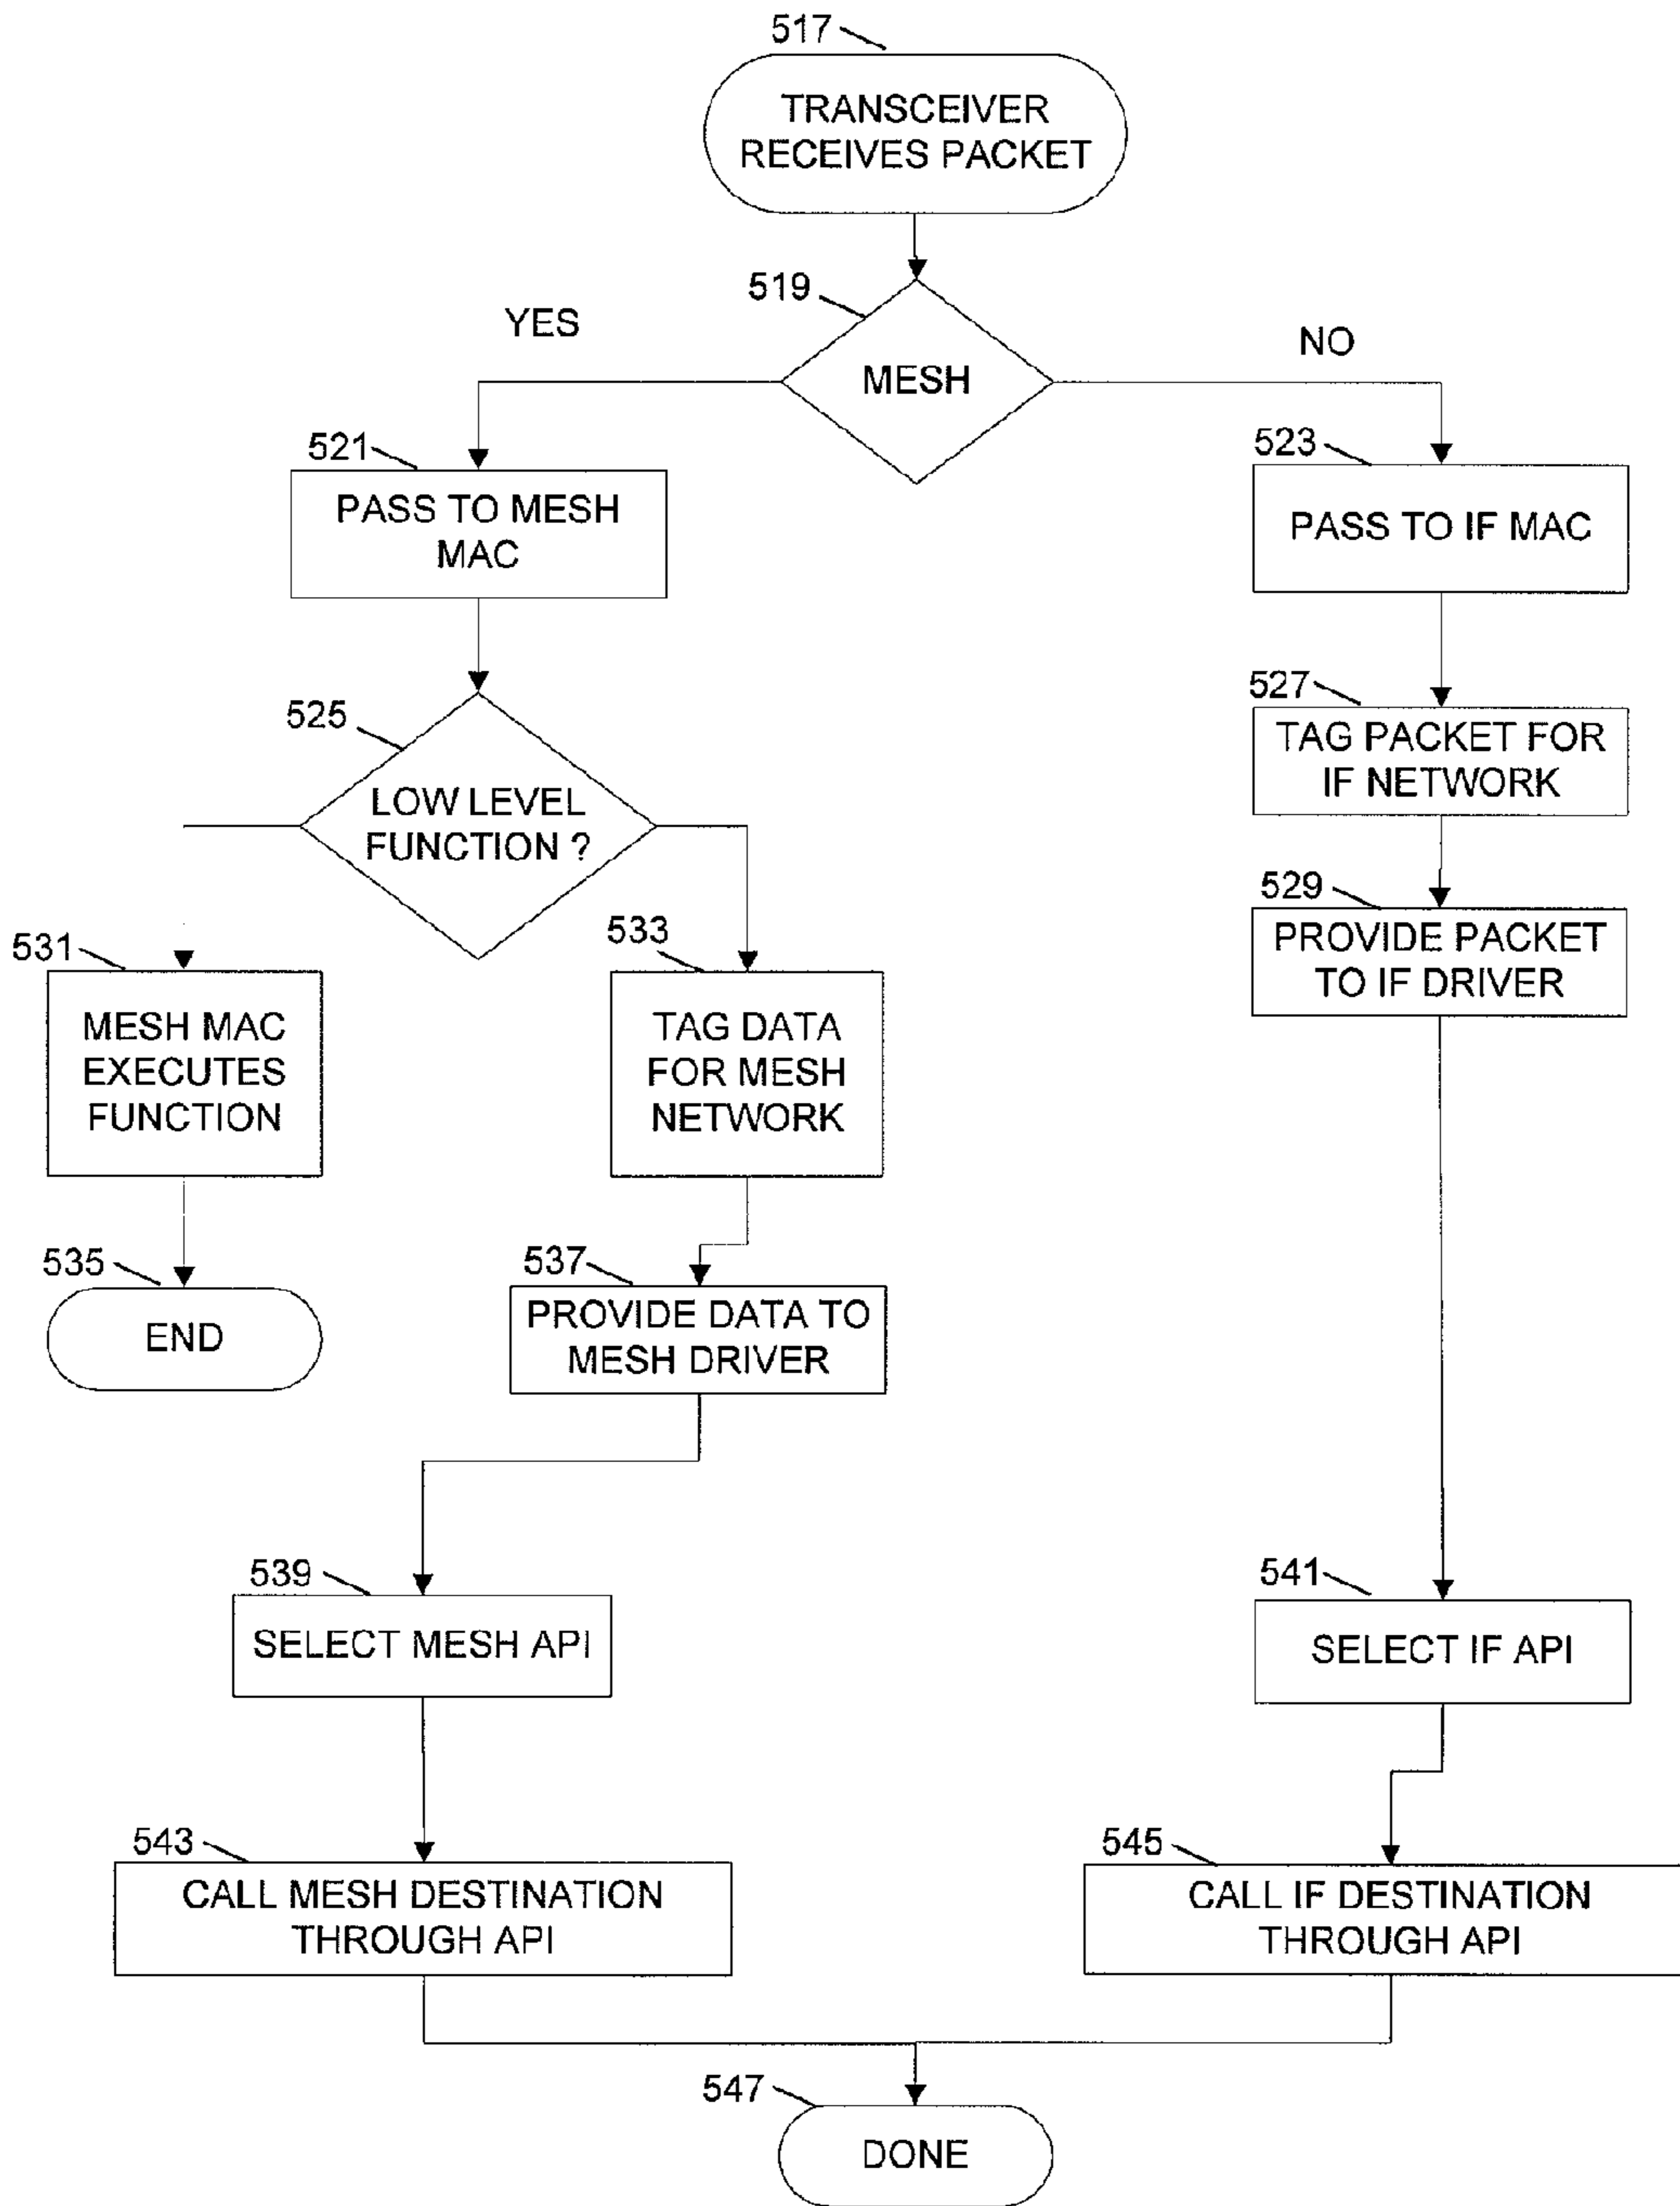 517
TRANSCEIVER
RECEIVES PACKET
519
YES
NO
MESH
521
523
PASS TO MESH
MAC
PASS TO IF MAC
525
527
LOW LEVEL
FUNCTION ?
TAG PACKET FOR
IF NETWORK
529
531
533
PROVIDE PACKET
TO IF DRIVER
MESH MAC
EXECUTES
FUNCTION
TAG DATA
FOR MESH
NETWORK
535
537
END
PROVIDE DATA TO
MESH DRIVER
539
541
SELECT MESH API
SELECT IF API
543
545
CALL MESH DESTINATION
THROUGH API
CALL IF DESTINATION
THROUGH API
547
DONE